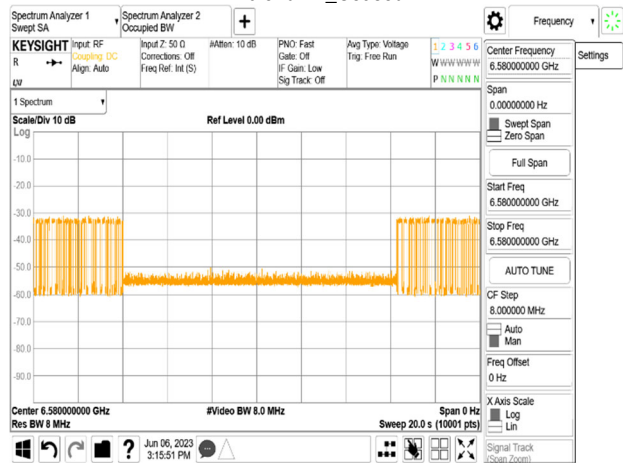 Spectrum Analyzer 1
Swept SA
Spectrum Analyzer 2
Occupied BW
+
Frequency
KEYSIGHT
R
Input: RF
Coupling: DC
Align: Auto
Input Z: 50 Ω
Corrections: Off
Freq Ref: Int (S)
#Atten: 10 dB
PNO: Fast
Gate: Off
IF Gain: Low
Sig Track: Off
Avg Type: Voltage
Trig: Free Run
1 2 3 4 5 6
W W W W W W
P N N N N N
Center Frequency
6.580000000 GHz
Settings
Span
0.00000000 Hz
Swept Span
Zero Span
Full Span
Start Freq
6.580000000 GHz
Stop Freq
6.580000000 GHz
AUTO TUNE
CF Step
8.000000 MHz
Auto
Man
Freq Offset
0 Hz
X Axis Scale
Log
Lin
Signal Track
(Span Zoom)
1 Spectrum
Scale/Div 10 dB
Ref Level 0.00 dBm
Log
-10.0
-20.0
-30.0
-40.0
-50.0
-60.0
-70.0
-80.0
-90.0
Center 6.580000000 GHz
#Video BW 8.0 MHz
Span 0 Hz
Res BW 8 MHz
Sweep 20.0 s (10001 pts)
?
Jun 06, 2023
3:15:51 PM